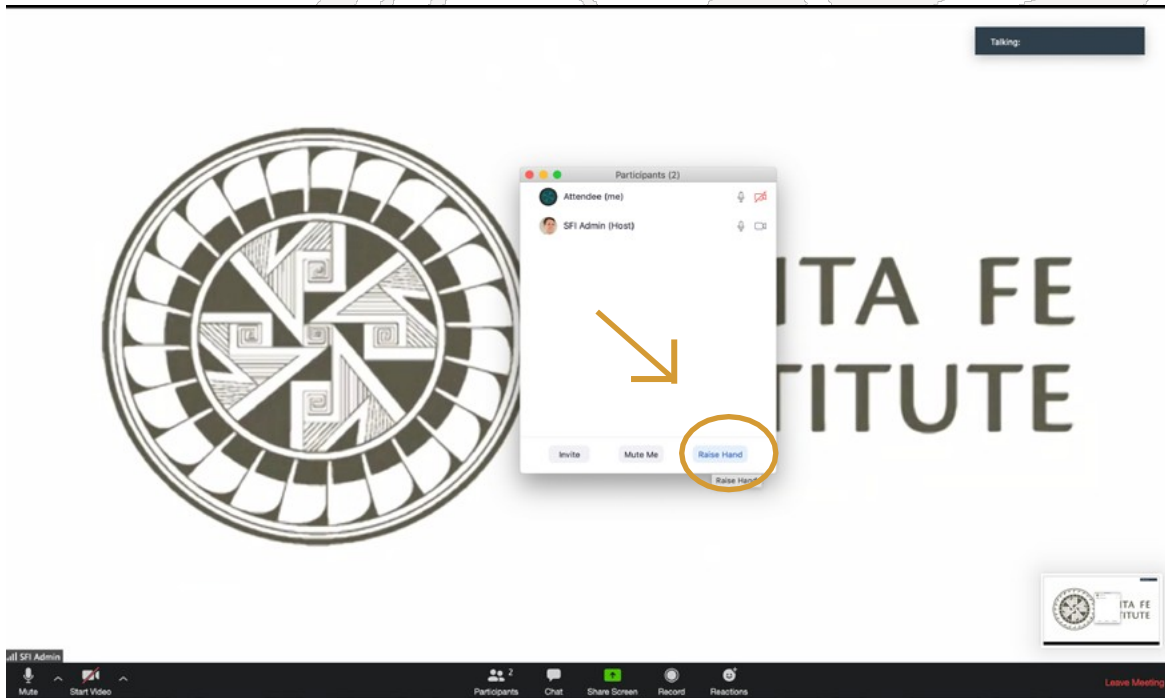 Talking:
Participants (2)
Attendee (me)
SFI Admin (Host)
ITA FE
TITUTE
Invite
Mute Me
Raise Hand
Raise Hand
ITA FE
TITUTE
SFI Admin
Mute
Start Video
Participants
2
Chat
Share Screen
Record
Reactions
Leave Meeting